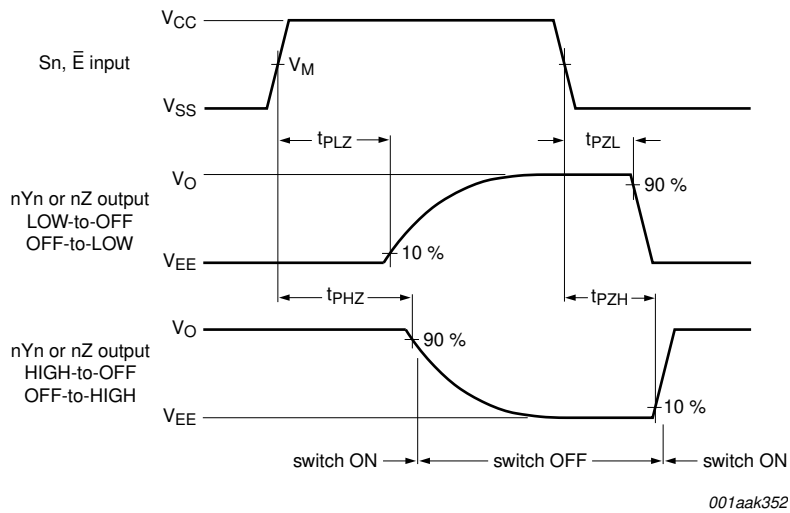 VCC
Sn, E̅ input
VM
VSS
tPLZ
tPZL
VO
nYn or nZ output
LOW-to-OFF
OFF-to-LOW
90 %
10 %
VEE
tPHZ
tPZH
VO
nYn or nZ output
HIGH-to-OFF
OFF-to-HIGH
90 %
10 %
VEE
switch ON
switch OFF
switch ON
001aak352